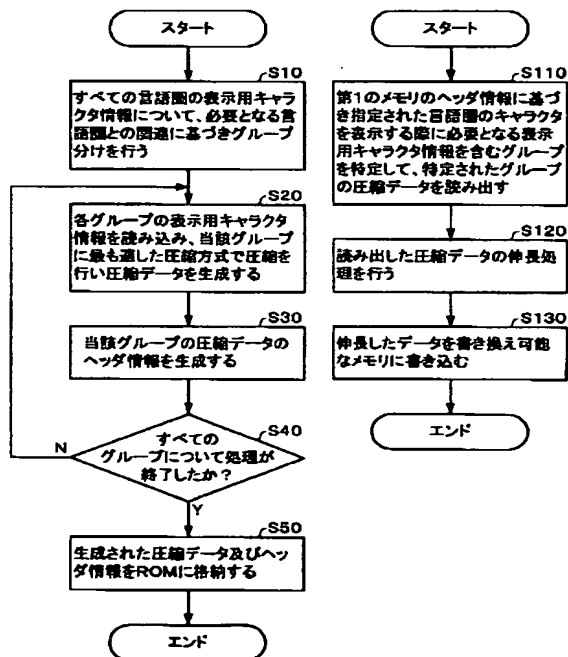 スタート
S10
すべての言語圏の表示用キャラク
タ情報について、必要となる言
語圏との関連に基づきグループ
分けを行う
S20
各グループの表示用キャラクタ
情報を読み込み、当該グループ
に最も適した圧縮方式で圧縮を
行い圧縮データを生成する
S30
当該グループの圧縮データの
ヘッダ情報を生成する
S40
すべての
グループについて処理が
終了したか？
N
Y
S50
生成された圧縮データ及びヘッ
ダ情報をROMに格納する
エンド
スタート
S110
第1のメモリのヘッダ情報に基づ
き指定された言語圏のキャラクタ
を表示する際に必要となる表示
用キャラクタ情報を含むグループ
を特定して、特定されたグループ
の圧縮データを読み出す
S120
読み出した圧縮データの伸長処
理を行う
S130
伸長したデータを書き換え可能
なメモリに書き込む
エンド